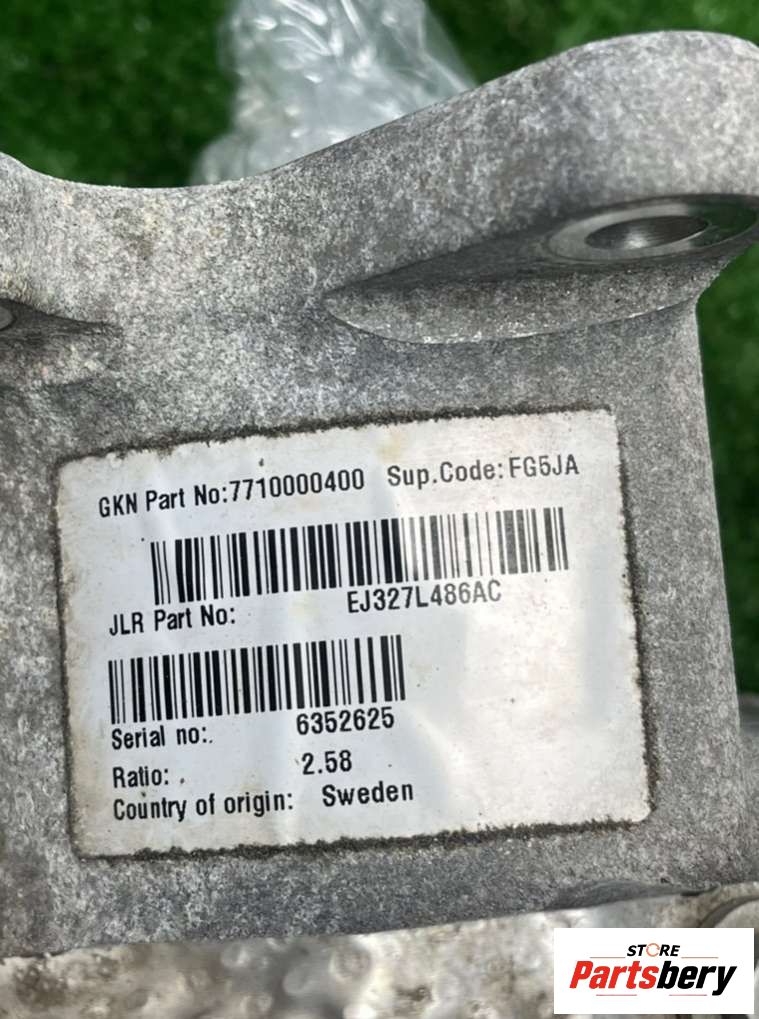 GKN Part No:7710000400 Sup.Code: FG5JA
JLR Part No: EJ327L486AC
Serial no:. 6352625
Ratio: 2.58
Country of origin: Sweden
STORE
Partsbery